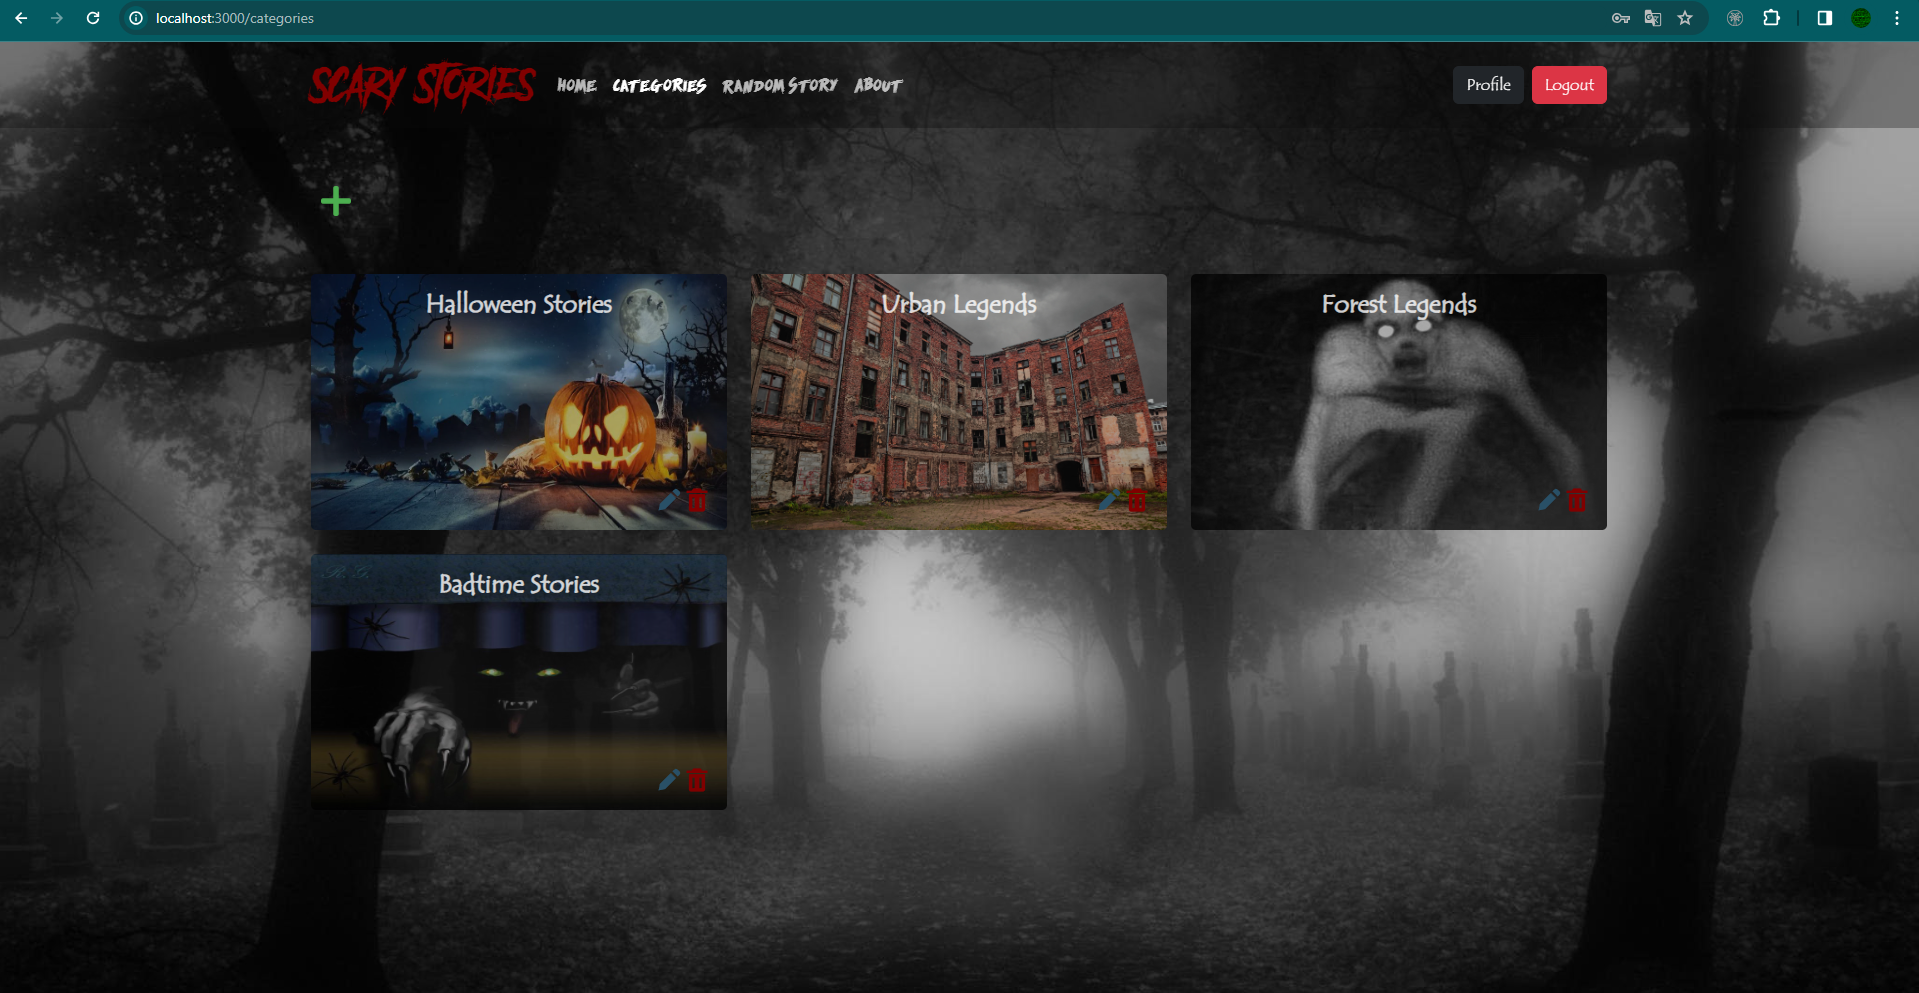 localhost:3000/categories
SCARY STORIES
HOME CATEGORIES RANDOM STORY ABOUT
Profile Logout
Halloween Stories
Urban Legends
Forest Legends
Badtime Stories